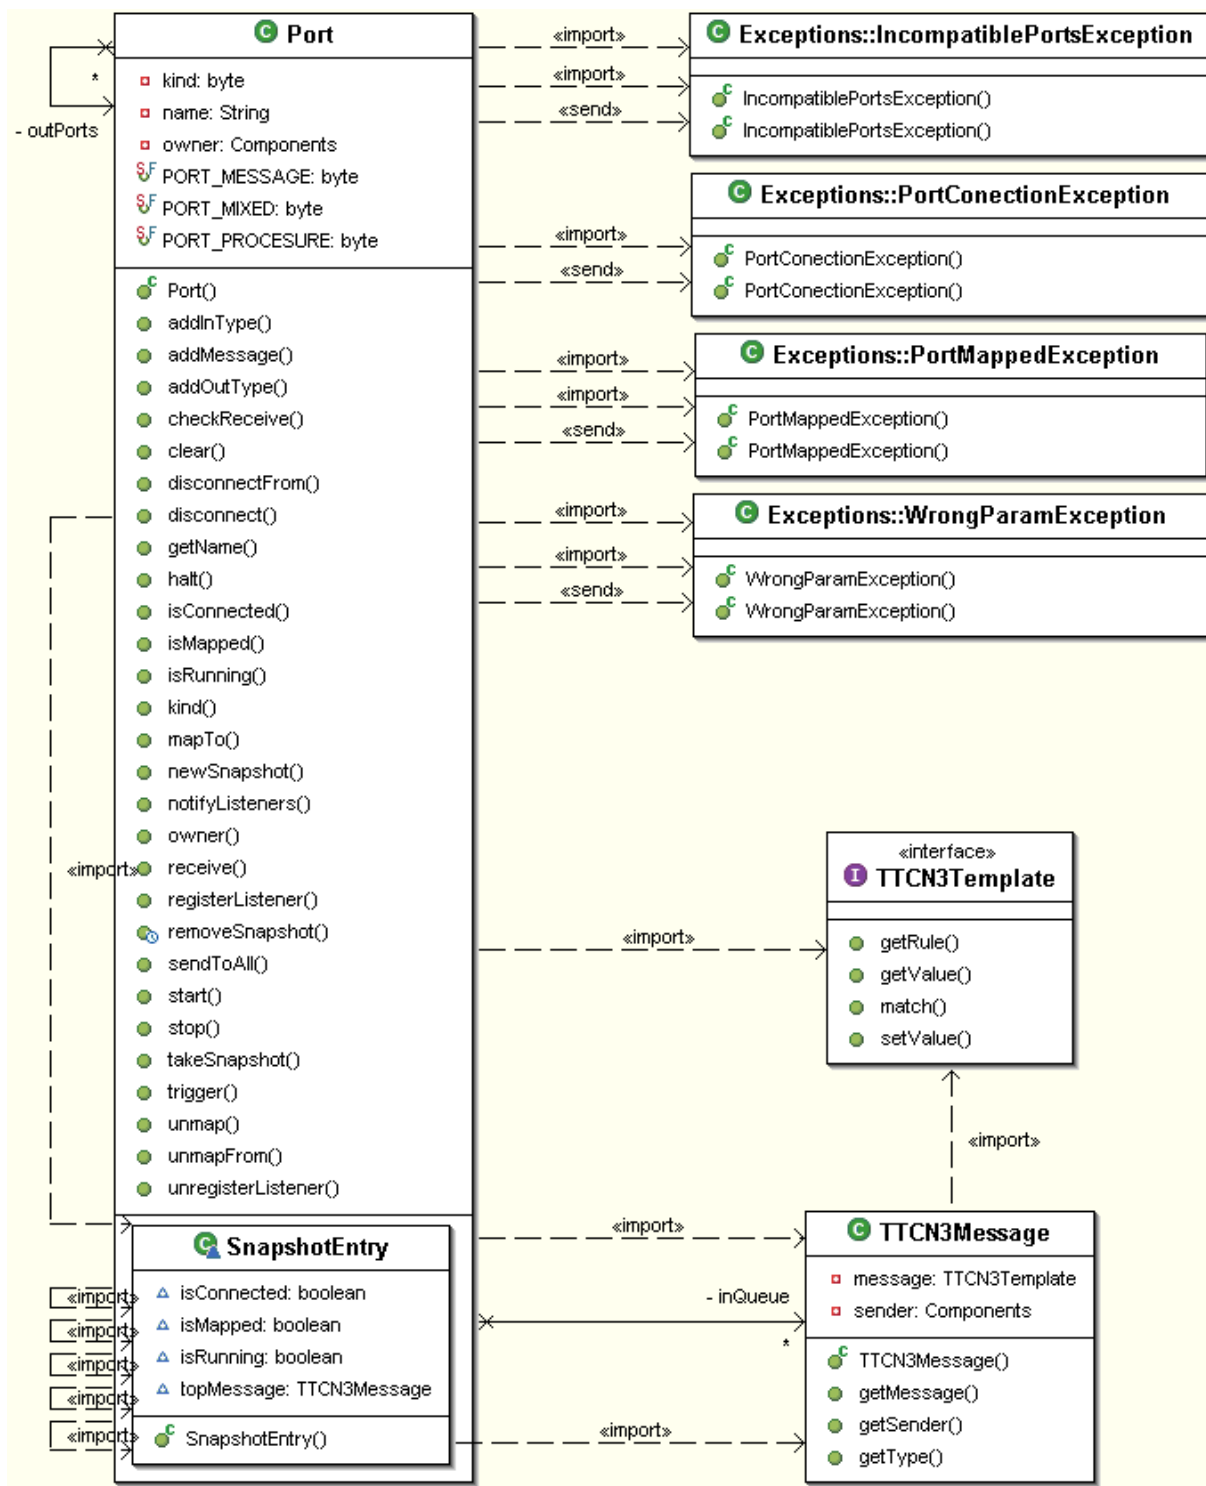 Port
*
- outPorts
kind: byte
name: String
owner: Components
PORT_MESSAGE: byte
PORT_MIXED: byte
PORT_PROCESURE: byte
Port()
addInType()
addMessage()
addOutType()
checkReceive()
clear()
disconnectFrom()
disconnect()
getName()
halt()
isConnected()
isMapped()
isRunning()
kind()
mapTo()
newSnapshot()
notifyListeners()
owner()
«import»
receive()
registerListener()
removeSnapshot()
sendToAll()
start()
stop()
takeSnapshot()
trigger()
unmap()
unmapFrom()
unregisterListener()
SnapshotEntry
«import»
isConnected: boolean
«import»
isMapped: boolean
«import»
isRunning: boolean
«import»
topMessage: TTCN3Message
«import»
SnapshotEntry()
«import»
«import»
«send»
Exceptions::IncompatiblePortsException
IncompatiblePortsException()
IncompatiblePortsException()
«import»
«send»
Exceptions::PortConectionException
PortConectionException()
PortConectionException()
«import»
«import»
«send»
Exceptions::PortMappedException
PortMappedException()
PortMappedException()
«import»
«import»
«send»
Exceptions::WrongParamException
WrongParamException()
WrongParamException()
«import»
«interface»
TTCN3Template
getRule()
getValue()
match()
setValue()
«import»
«import»
- inQueue
*
«import»
TTCN3Message
message: TTCN3Template
sender: Components
TTCN3Message()
getMessage()
getSender()
getType()